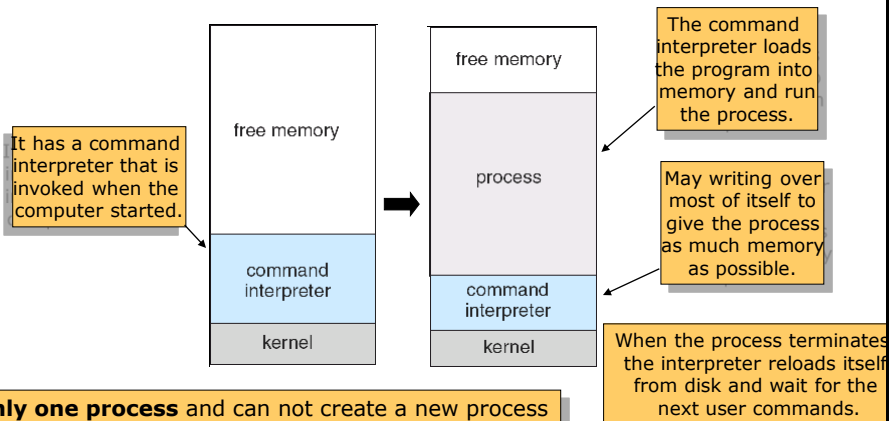 free memory
command
interpreter
kernel
free memory
process
command
interpreter
kernel
It has a command
interpreter that is
invoked when the
computer started.
The command
interpreter loads
the program into
memory and run
the process.
May writing over
most of itself to
give the process
as much memory
as possible.
When the process terminates
the interpreter reloads itself
from disk and wait for the
next user commands.
one process and can not create a new process